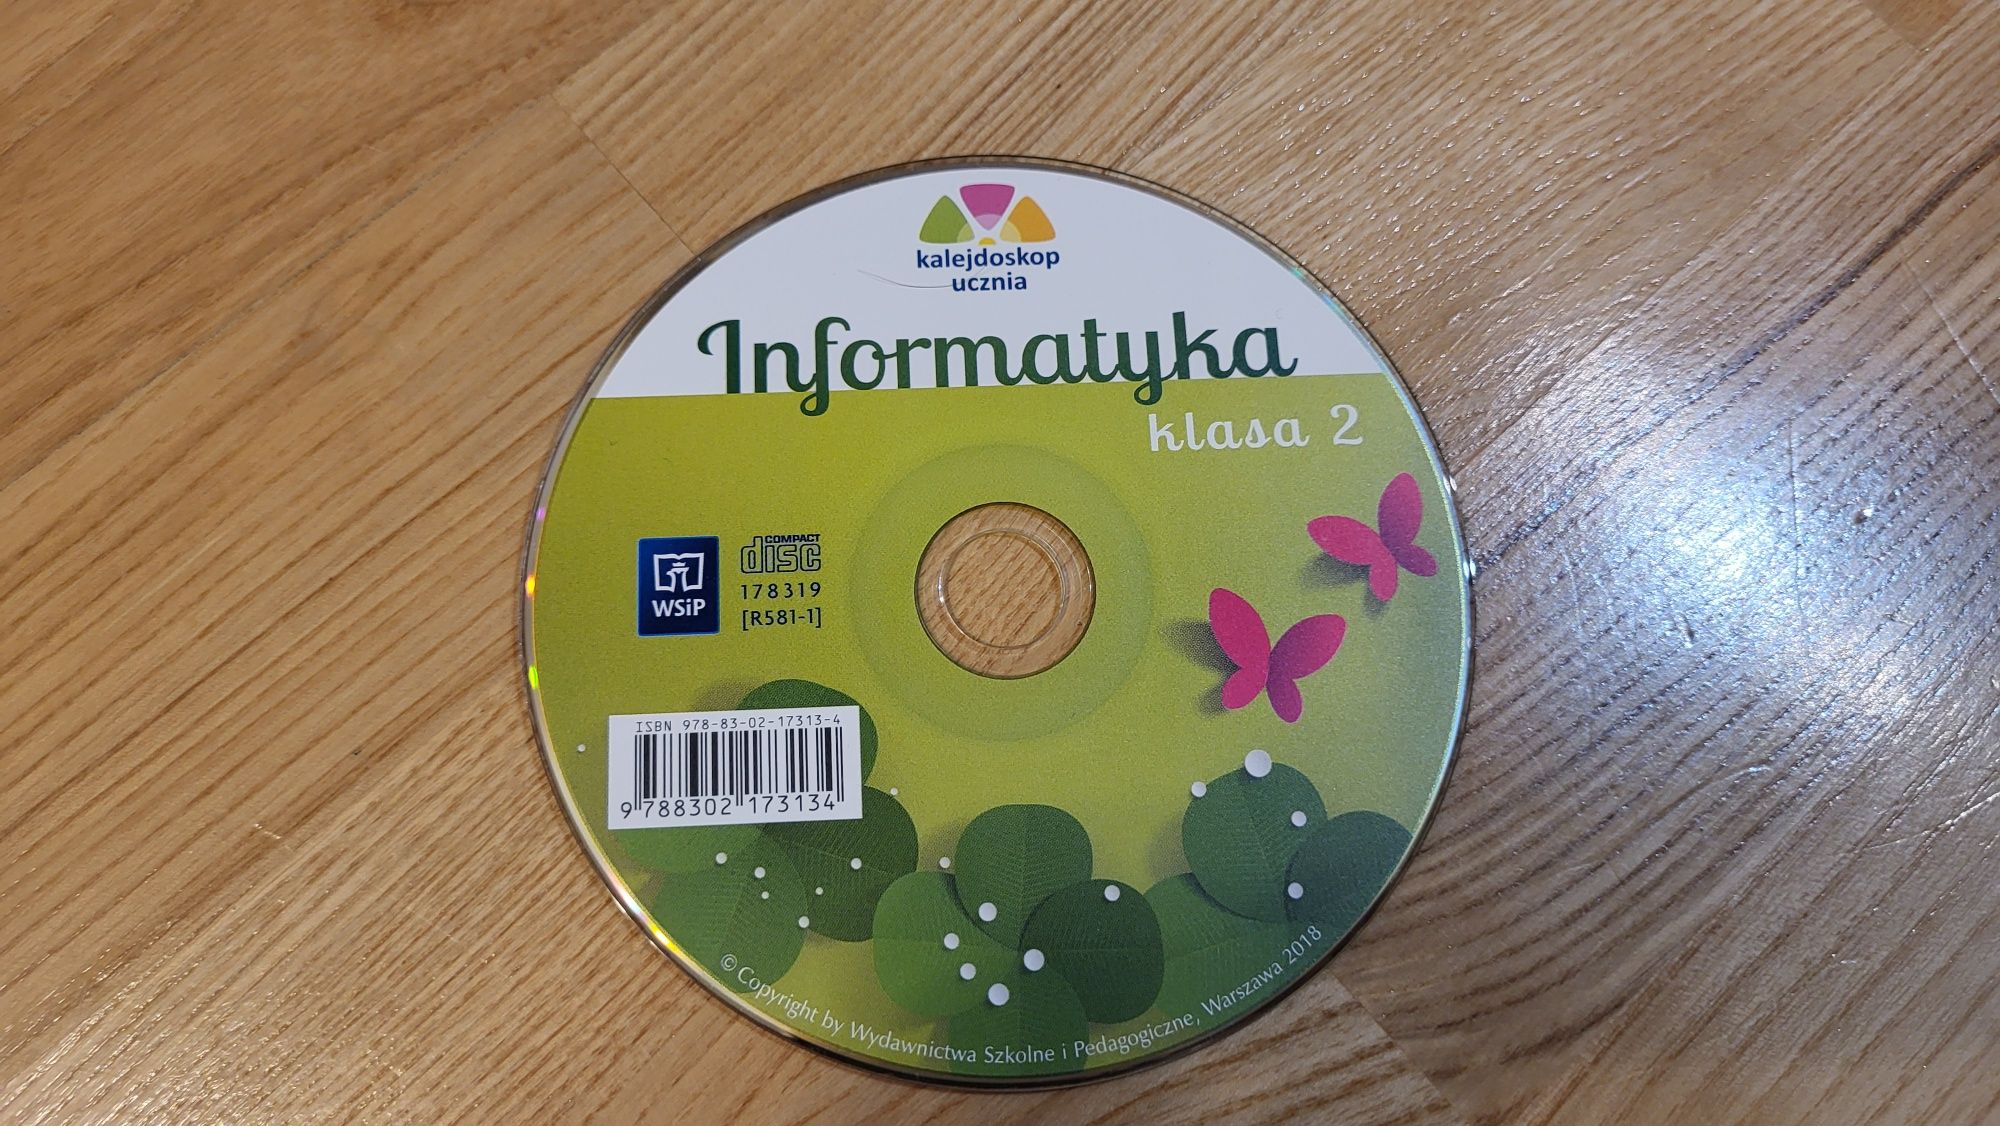 kalejdoskop
ucznia
Informatyka
klasa 2
WSiP
COMPACT
disc
178319
[R581-1]
ISBN 978-83-02-17313-4
9 788302 173134
© Copyright by Wydawnictwa Szkolne i Pedagogiczne, Warszawa 2018